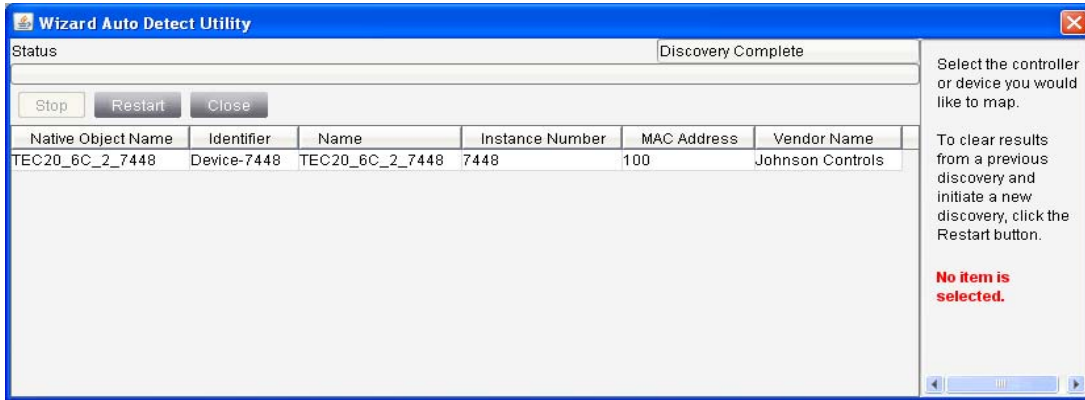 Wizard Auto Detect Utility
Status Discovery Complete
Stop Restart Close
Native Object Name Identifier Name Instance Number MAC Address Vendor Name
TEC20_6C_2_7448 Device-7448 TEC20_6C_2_7448 7448 100 Johnson Controls
Select the controller
or device you would
like to map.
To clear results
from a previous
discovery and
initiate a new
discovery, click the
Restart button.
No item is
selected.